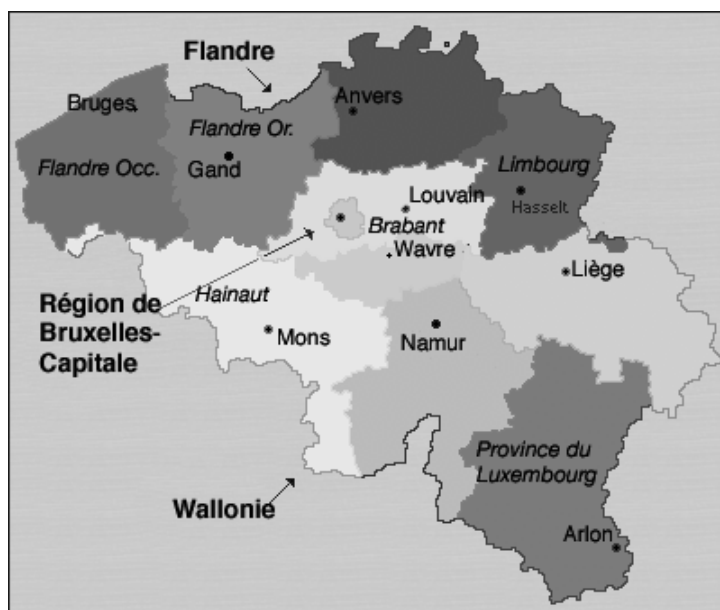 Flandre
Bruges
Anvers
Flandre Or.
Flandre Occ.
Gand
Limbourg
Louvain
Hasselt
Brabant
Wavre
Liège
Hainaut
Région de
Bruxelles-
Capitale
Mons
Namur
Province du
Luxembourg
Wallonie
Arlon